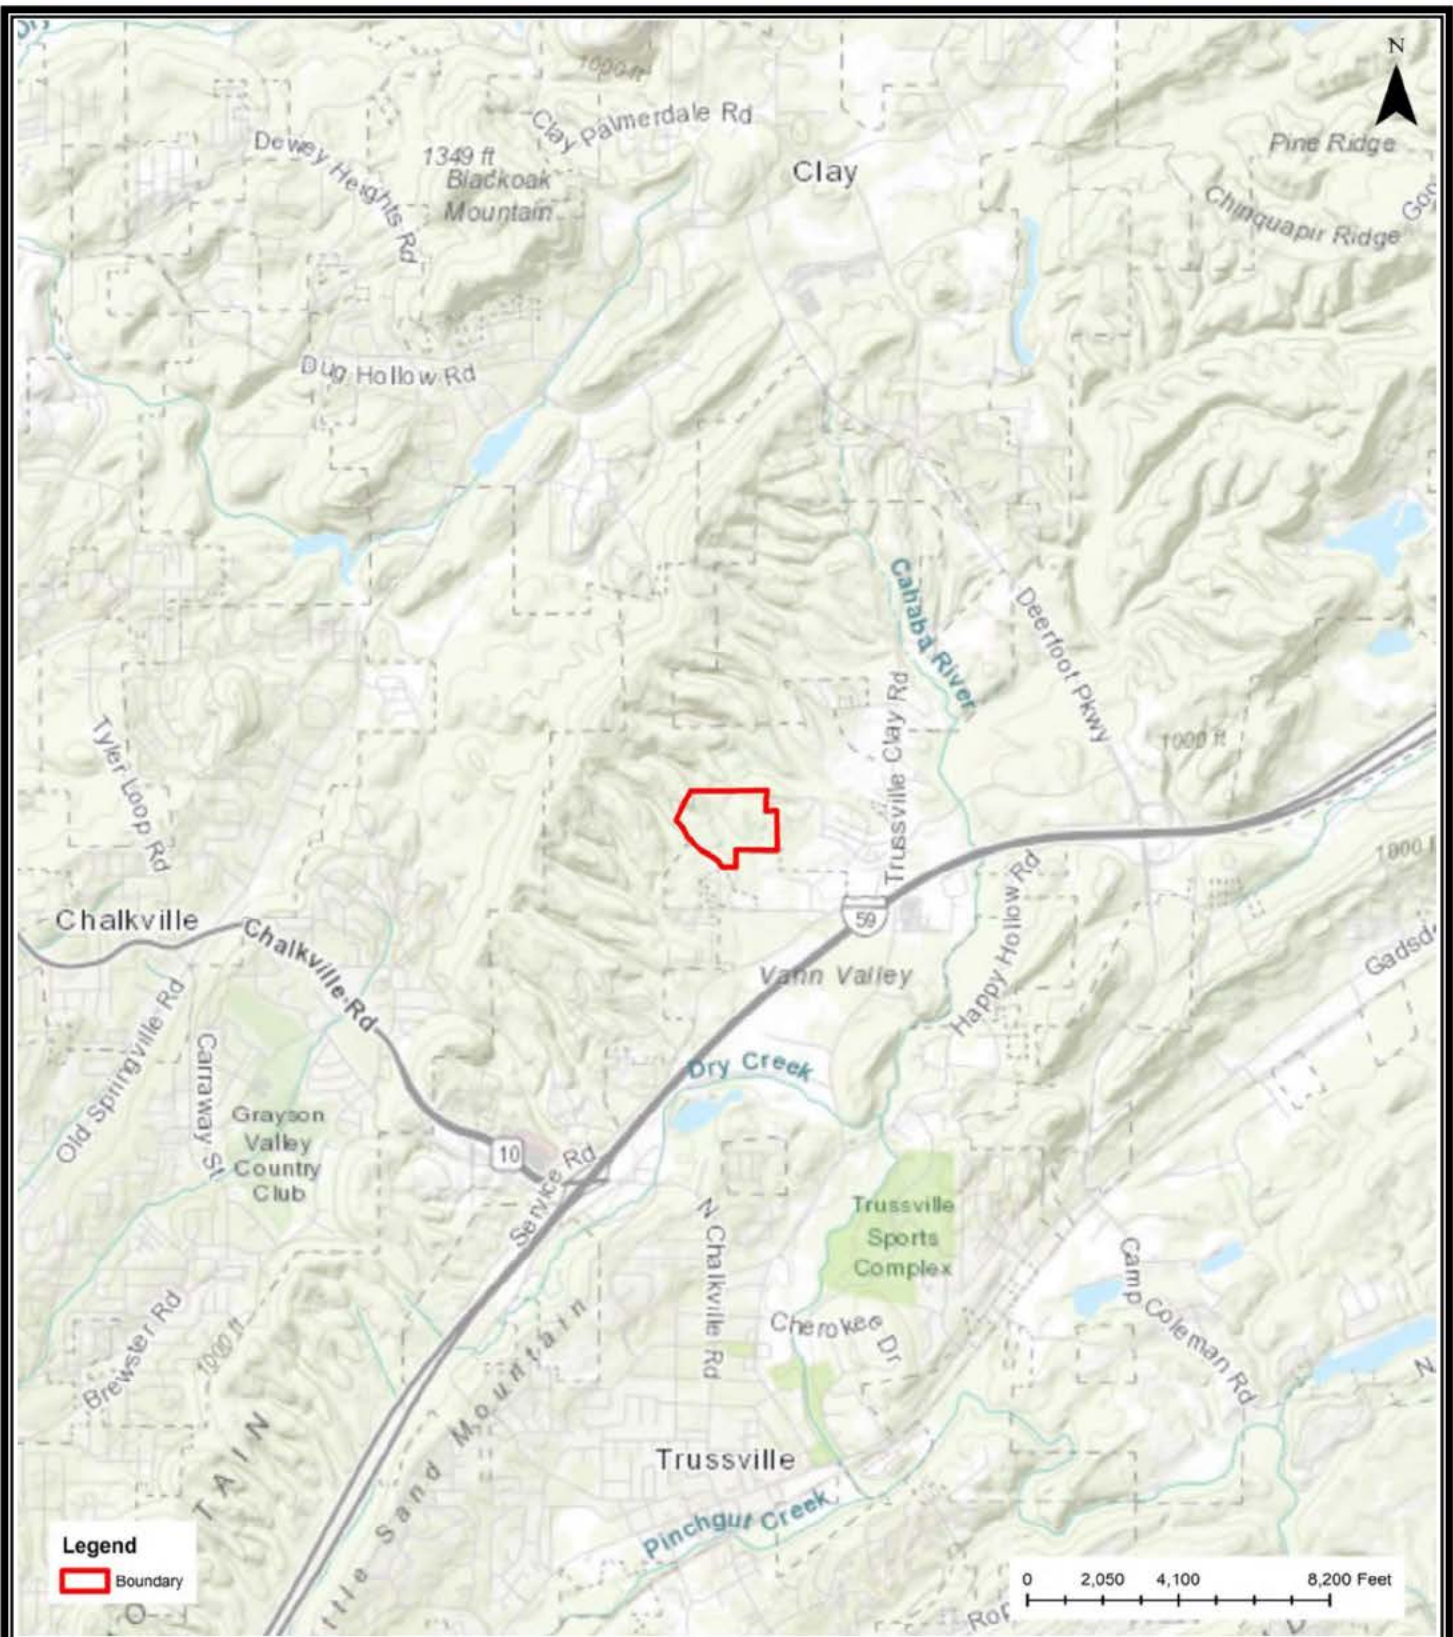 N
1000 ft
Clay Palmerdale Rd
Dewey Heights Rd
1349 ft
Blackoak
Mountain
Clay
Pine Ridge
Chinquapir Ridge
Dug Hollow Rd
Cahaba River
Deerfoot Pkwy
Trussville Clay Rd
1000 ft
Tyler Loop Rd
1000 f
Chalkville
Chalkville Rd
59
Happy Hollow Rd
Vann Valley
Gadsd
Old Springville Rd
Carraway St
Dry Creek
Grayson
Valley
Country
Club
10
Service Rd
Trussville
Sports
Complex
N Chalkville Rd
Camp Coleman Rd
Cherokee Dr
Brewster Rd
1000 ft
N
TAIN
ttle Sand Mountain
Trussville
Pinchgut Creek
Legend
Boundary
0 2,050 4,100 8,200 Feet